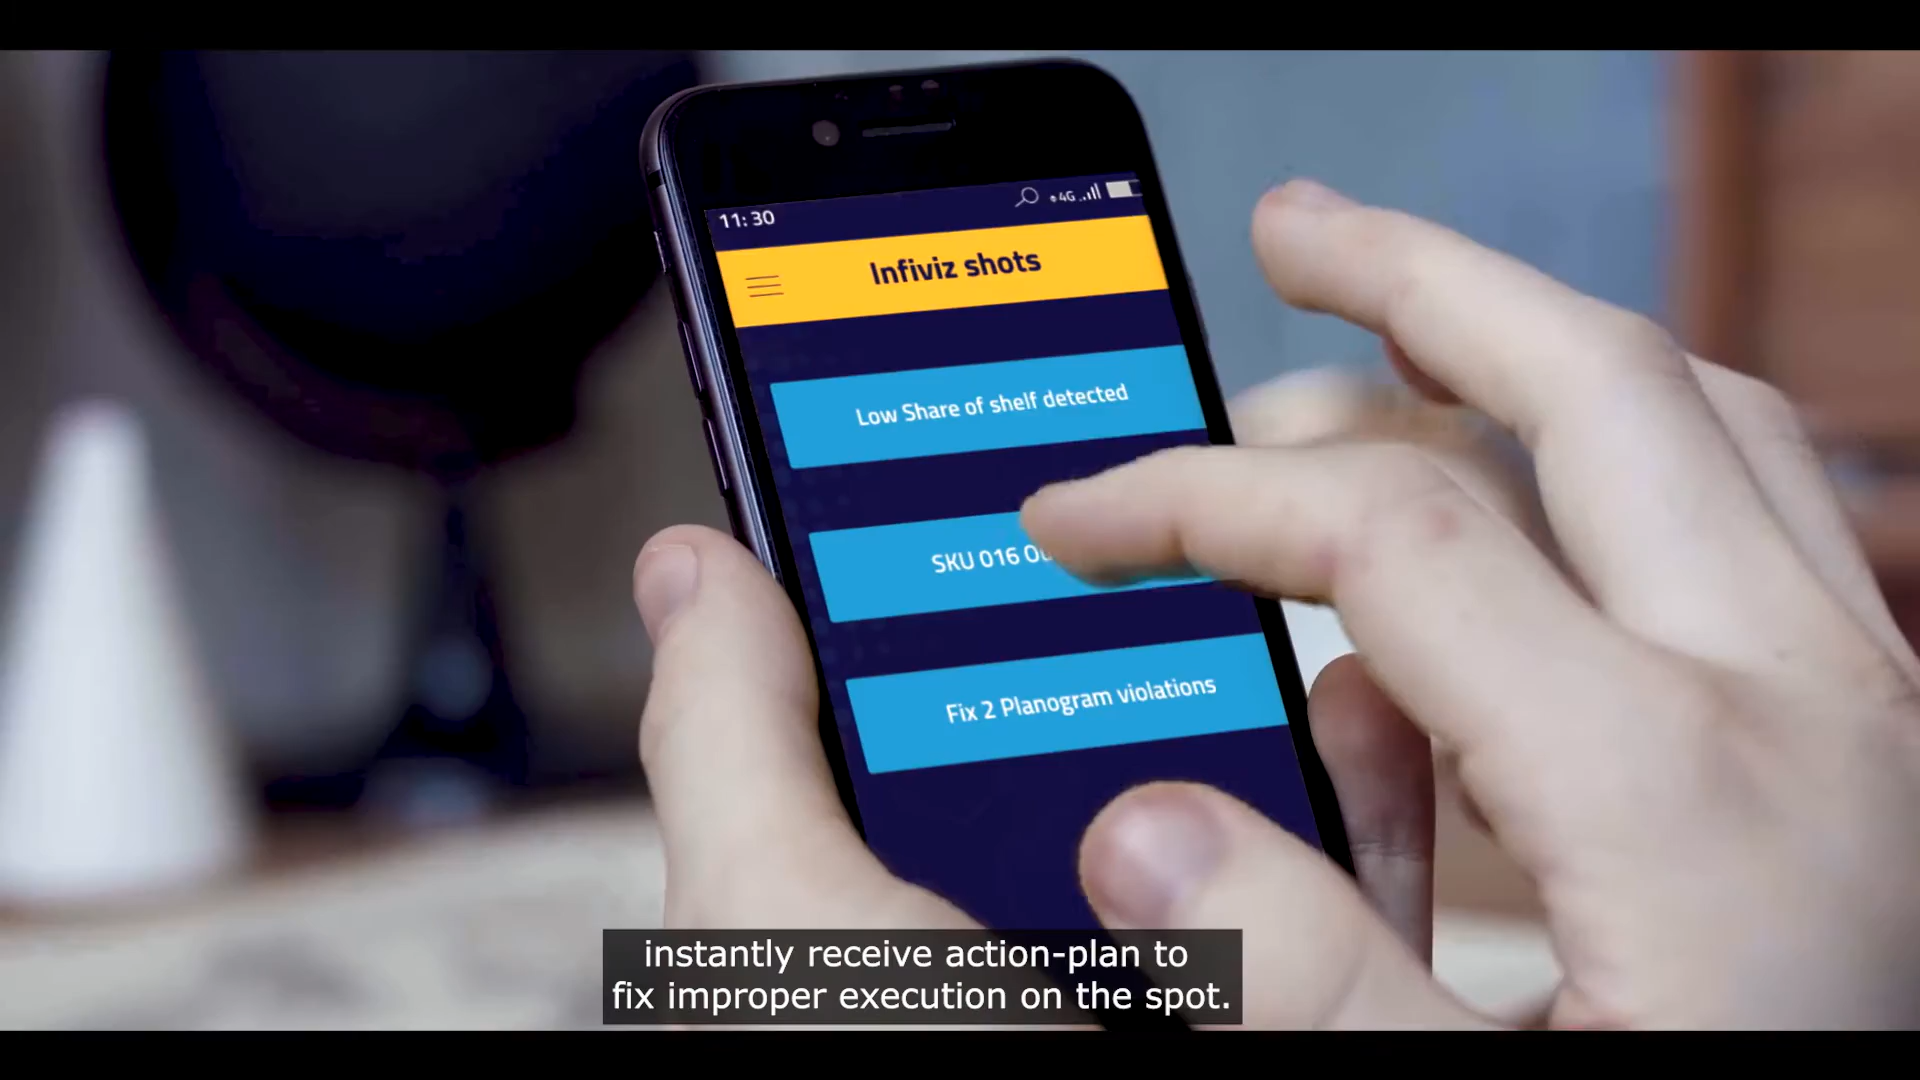 11:30
4G
Infiviz shots
Low Share of shelf detected
SKU 016
Fix 2 Planogram violations
instantly receive action-plan to
fix improper execution on the spot.